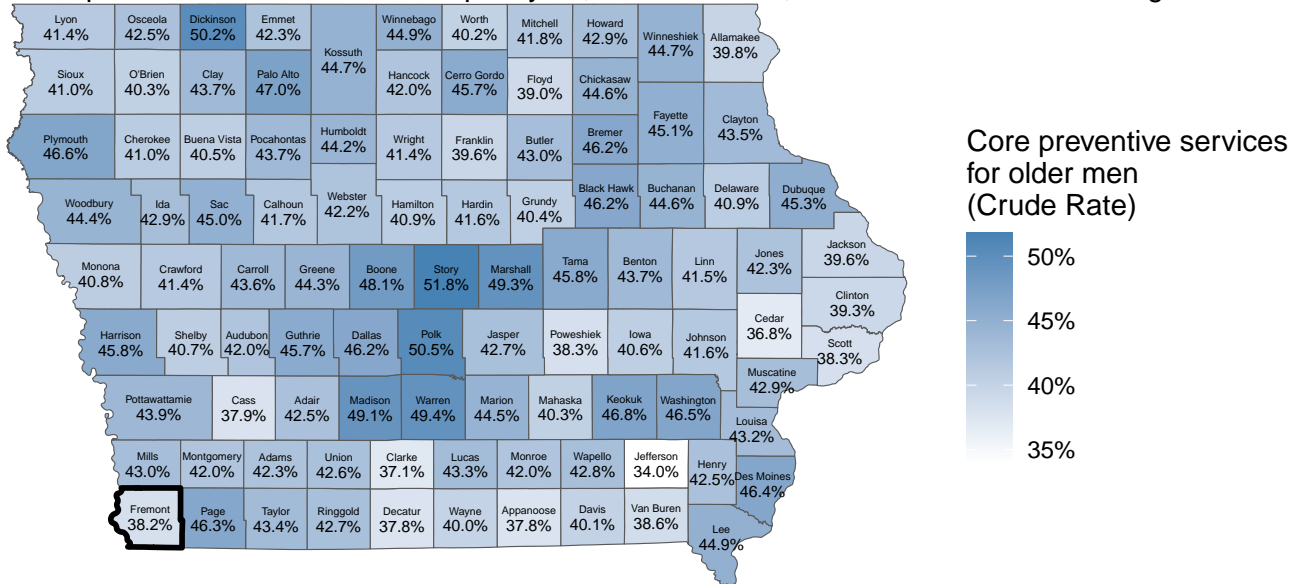 Lyon Osceola Dickinson Emmet Winnebago Worth Mitchell Howard Winneshiek Allamakee
41.4% 42.5% 50.2% 42.3% 44.9% 40.2% 41.8% 42.9% 44.7% 39.8%
Kossuth
44.7%
Sioux O'Brien Clay Palo Alto Hancock Cerro Gordo Floyd Chickasaw
41.0% 40.3% 43.7% 47.0% 42.0% 45.7% 39.0% 44.6%
Fayette Clayton
45.1% 43.5%
Plymouth Cherokee Buena Vista Pocahontas Humboldt Wright Franklin Butler Bremer
46.6% 41.0% 40.5% 43.7% 44.2% 41.4% 39.6% 43.0% 46.2%
Woodbury Ida Sac Calhoun Webster Hamilton Hardin Grundy Black Hawk Buchanan Delaware Dubuque
44.4% 42.9% 45.0% 41.7% 42.2% 40.9% 41.6% 40.4% 46.2% 44.6% 40.9% 45.3%
Monona Crawford Carroll Greene Boone Story Marshall Tama Benton Linn Jones Jackson
40.8% 41.4% 43.6% 44.3% 48.1% 51.8% 49.3% 45.8% 43.7% 41.5% 42.3% 39.6%
Clinton
39.3%
Harrison Shelby Audubon Guthrie Dallas Polk Jasper Poweshiek Iowa Johnson Cedar Scott
45.8% 40.7% 42.0% 45.7% 46.2% 50.5% 42.7% 38.3% 40.6% 41.6% 36.8% 38.3%
Muscatine
42.9%
Pottawattamie Cass Adair Madison Warren Marion Mahaska Keokuk Washington
43.9% 37.9% 42.5% 49.1% 49.4% 44.5% 40.3% 46.8% 46.5%
Louisa
43.2%
Mills Montgomery Adams Union Clarke Lucas Monroe Wapello Jefferson Henry Des Moines
43.0% 42.0% 42.3% 42.6% 37.1% 43.3% 42.0% 42.8% 34.0% 42.5% 46.4%
Fremont Page Taylor Ringgold Decatur Wayne Appanoose Davis Van Buren Lee
38.2% 46.3% 43.4% 42.7% 37.8% 40.0% 37.8% 40.1% 38.6% 44.9%
Core preventive services
for older men
(Crude Rate)
50%
45%
40%
35%